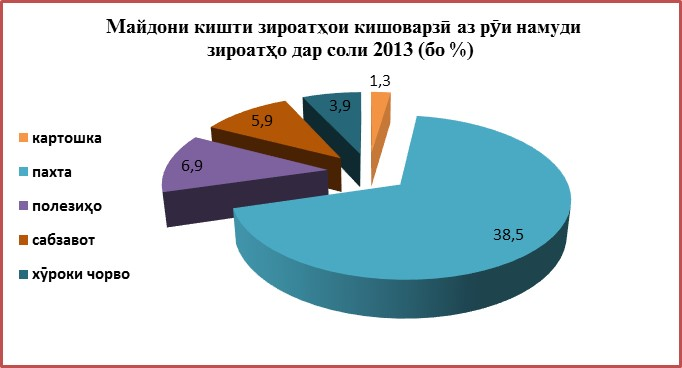 Майдони кишти зироатҳои кишоварзӣ аз рӯи намуди
зироатҳо дар соли 2013 (бо %)
1,3
3,9
5,9
6,9
38,5
картошка
пахта
полезиҳо
сабзавот
хӯроки чорво